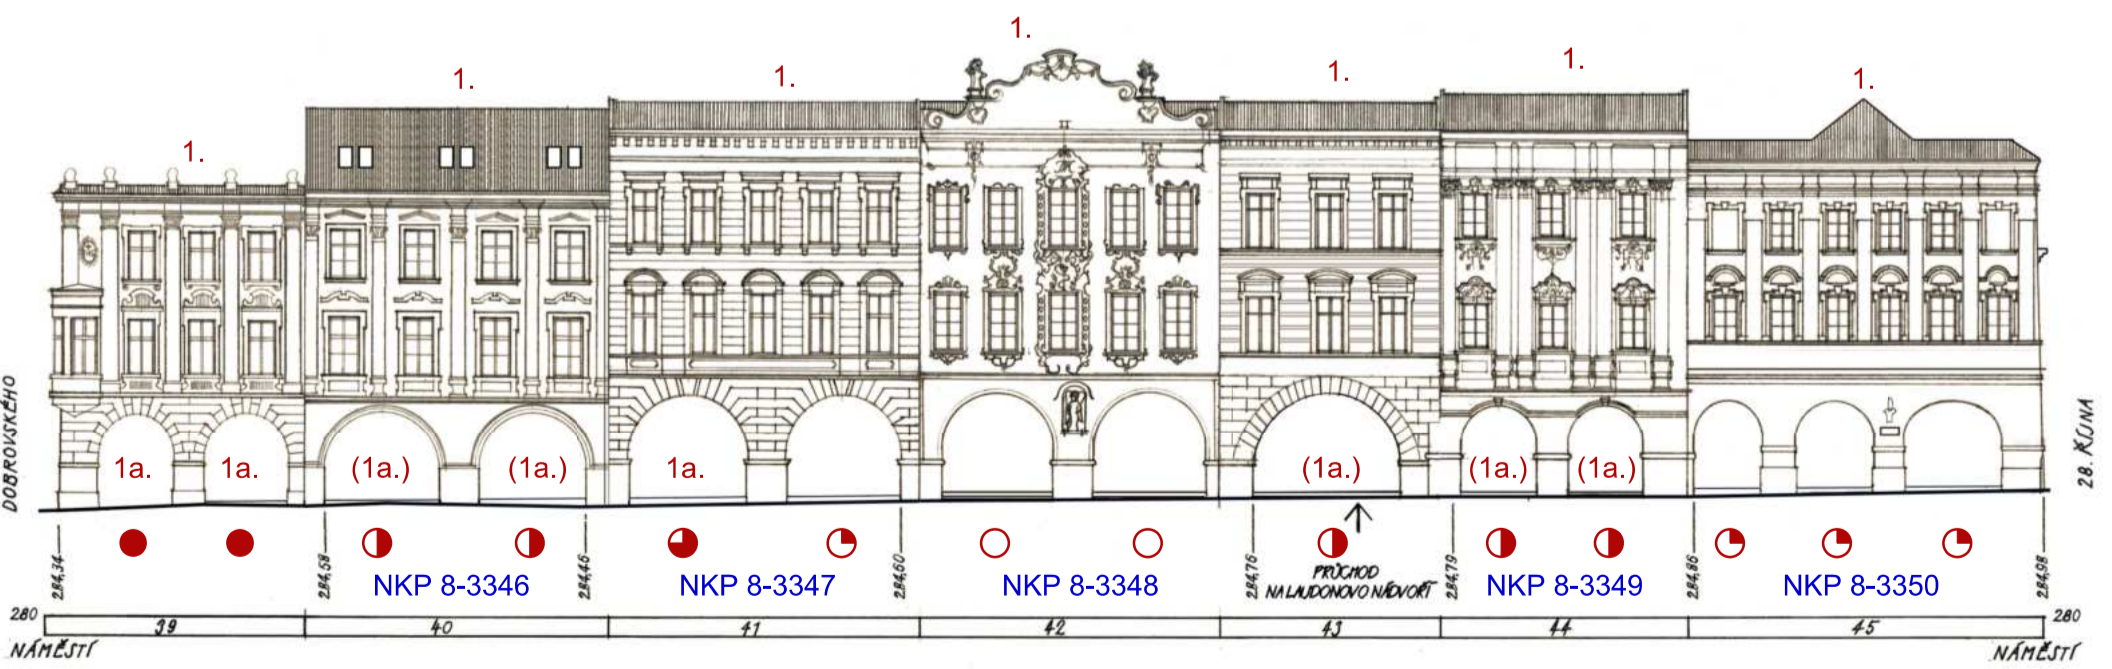 1.
1.
1.
1.
1.
1.
1.
1a. 1a. (1a.) (1a.) 1a. (1a.) (1a.) (1a.)
DOBROVSKÉHO
28. ŘÍJNA
284,34 284,58 284,46 284,60 284,76 284,79 284,86 284,98
NKP 8-3346 NKP 8-3347 NKP 8-3348 NKP 8-3349 NKP 8-3350
PRŮCHOD
NA LAUDONOVO NÁDVOŘÍ
280 280
39 40 41 42 43 44 45
NÁMĚSTÍ NÁMĚSTÍ